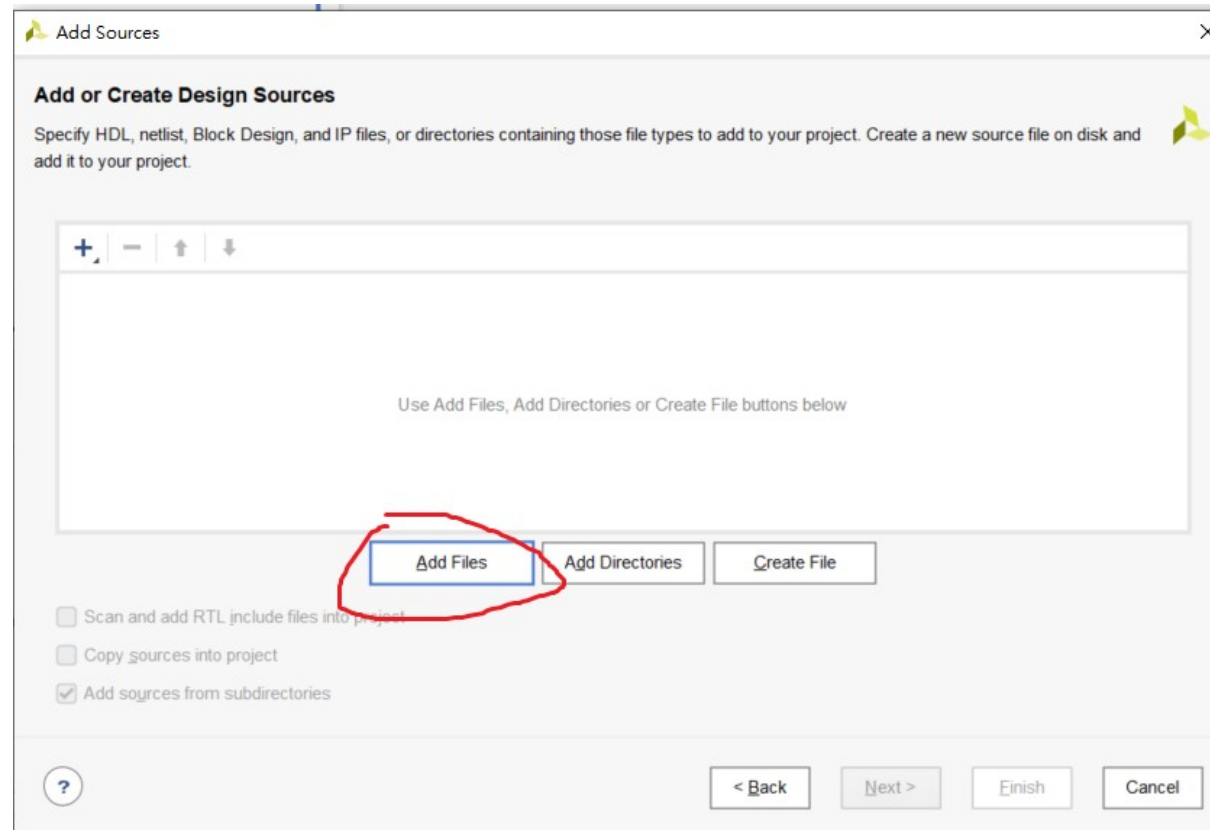 Add Sources
Add or Create Design Sources
Specify HDL, netlist, Block Design, and IP files, or directories containing those file types to add to your project. Create a new source file on disk and
add it to your project.
Use Add Files, Add Directories or Create File buttons below
Add Files
Add Directories
Create File
Scan and add RTL include files into project
Copy sources into project
Add sources from subdirectories
?
< Back
Next >
Finish
Cancel